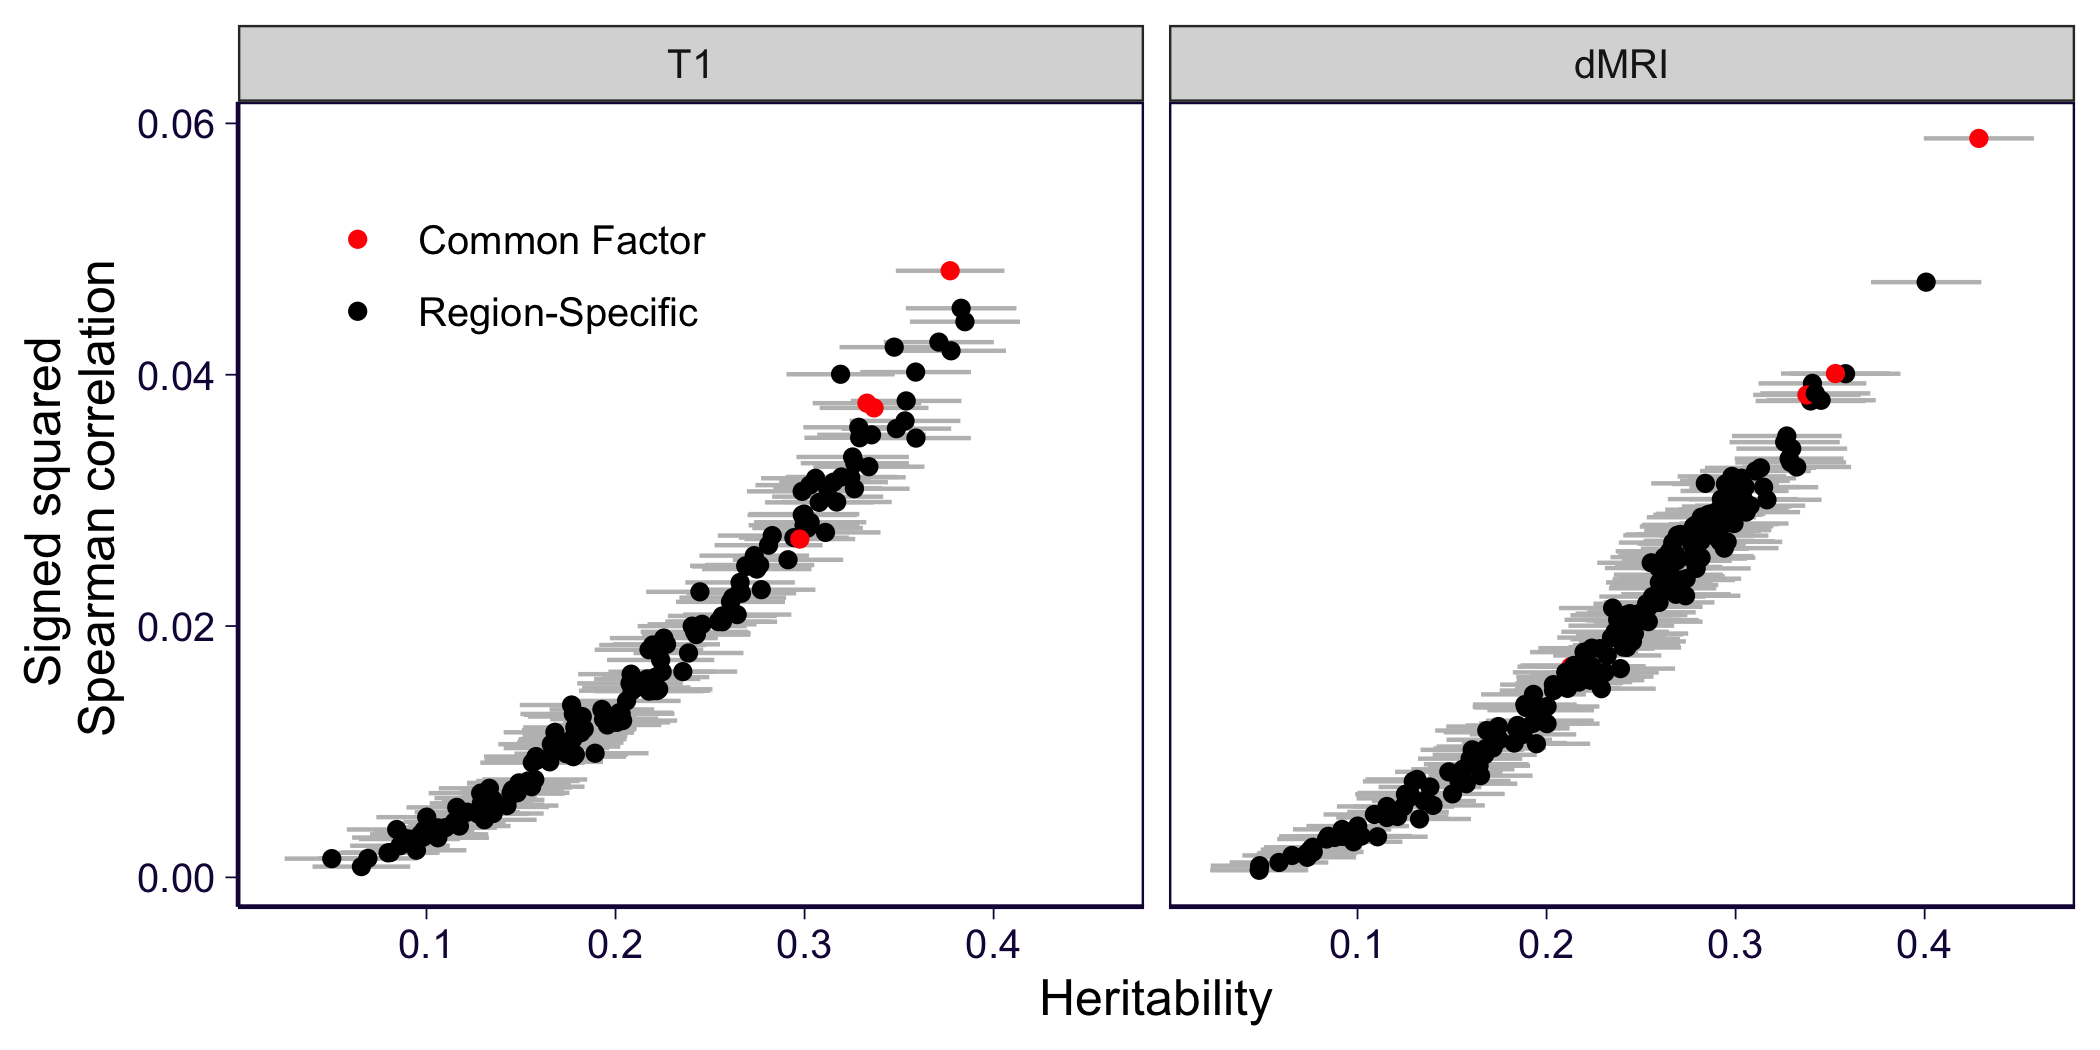 T1
dMRI
0.06
0.04
0.02
0.00
Signed squared
Spearman correlation
Common Factor
Region-Specific
0.1 0.2 0.3 0.4
0.1 0.2 0.3 0.4
Heritability